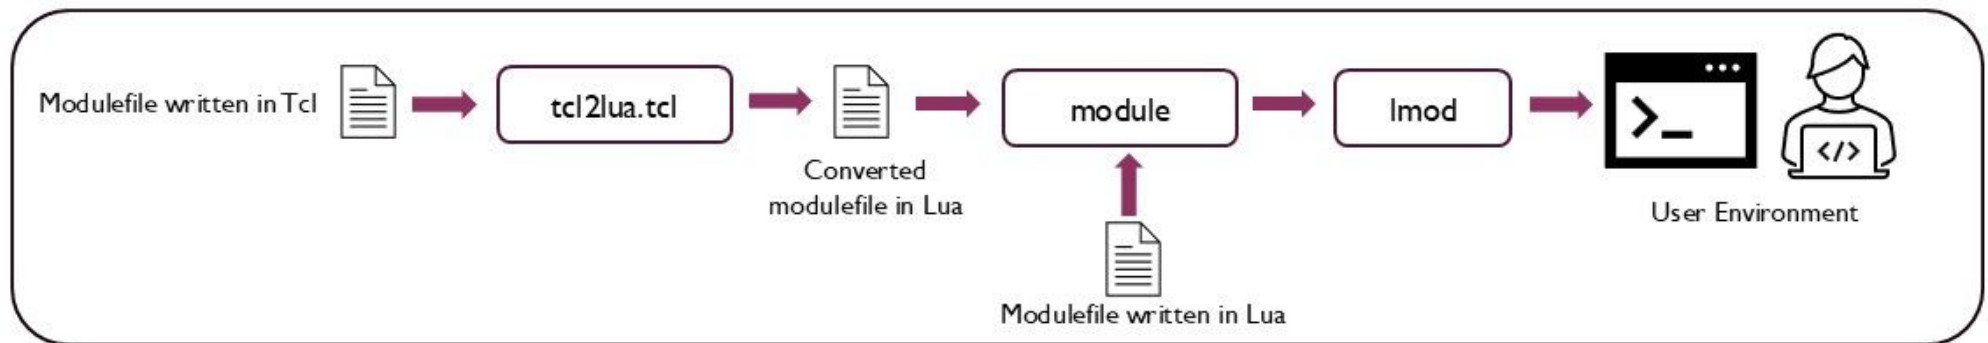 Modulefile written in Tcl
tcl2lua.tcl
Converted
modulefile in Lua
module
Modulefile written in Lua
lmod
>_
</>
User Environment